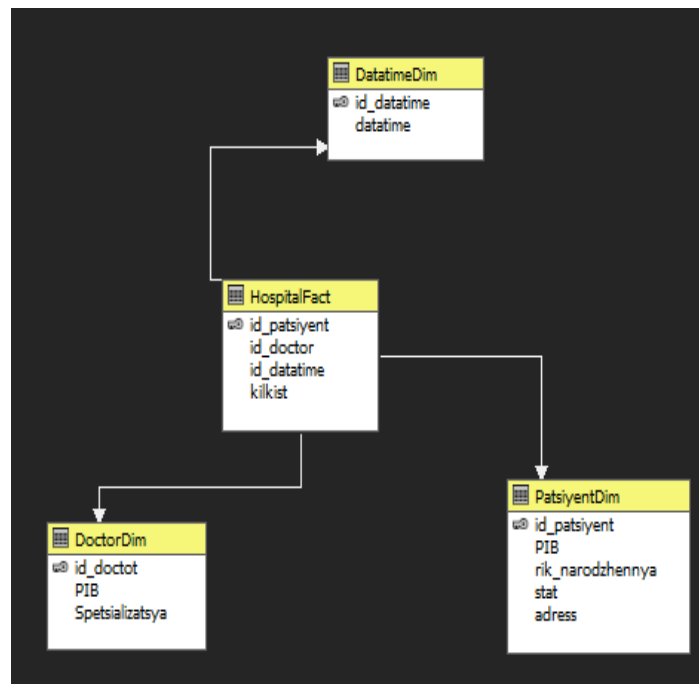 DatatimeDim
id_datatime
datatime
HospitalFact
id_patsiyent
id_doctor
id_datatime
kilkist
DoctorDim
id_doctot
PIB
Spetsializatsya
PatsiyentDim
id_patsiyent
PIB
rik_narodzhennya
stat
adress